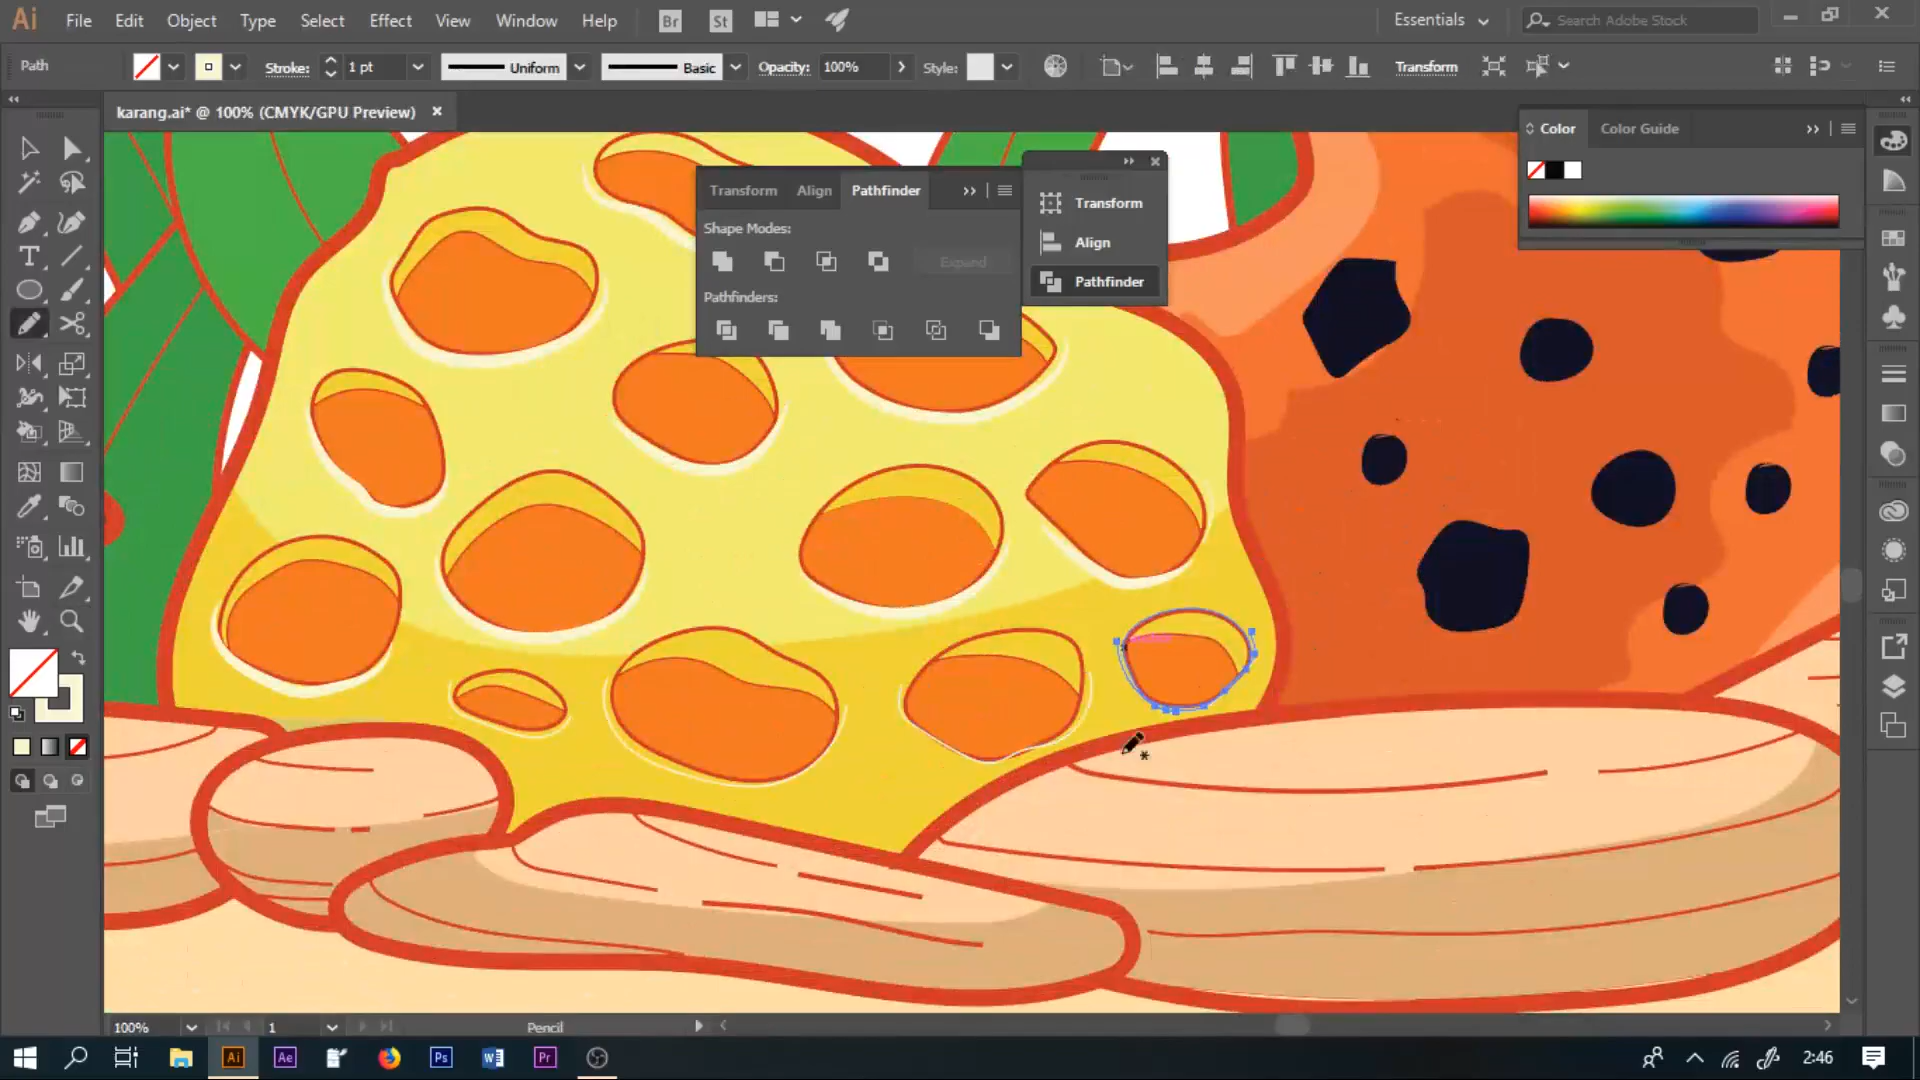 Ai File Edit Object Type Select Effect View Window Help Br St Essentials Search Adobe Stock
Path Stroke: 1 pt Uniform Basic Opacity: 100% Style: Transform
karang.ai* @ 100% (CMYK/GPU Preview)
Color Color Guide
Transform Align Pathfinder
Shape Modes:
Expand
Pathfinders:
Transform
Align
Pathfinder
T
100% 1 Pencil
Ai Ae Ps Pr 2:46